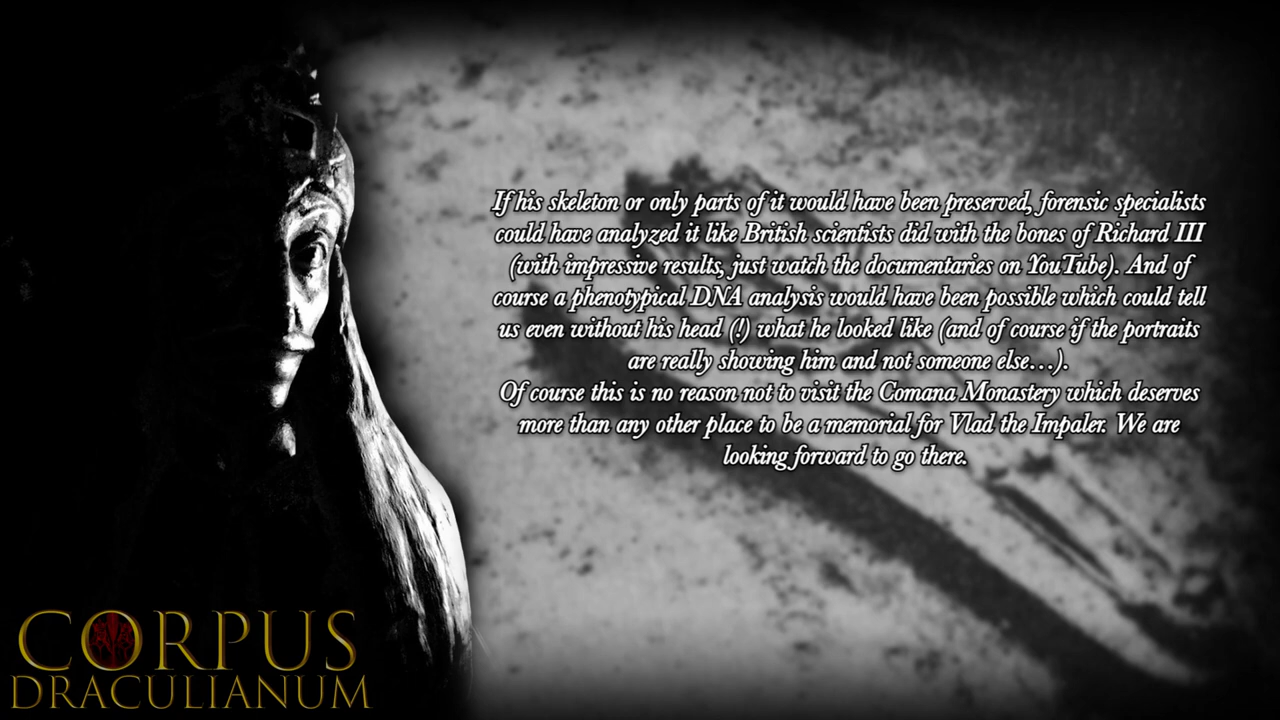 If his skeleton or only parts of it would have been preserved, forensic specialists
could have analyzed it like British scientists did with the bones of Richard III
(with impressive results, just watch the documentaries on YouTube). And of
course a phenotypical DNA analysis would have been possible which could tell
us even without his head (!) what he looked like (and of course if the portraits
are really showing him and not someone else…).
Of course this is no reason not to visit the Comana Monastery which deserves
more than any other place to be a memorial for Vlad the Impaler. We are
looking forward to go there.
CORPUS
DRACULIANUM